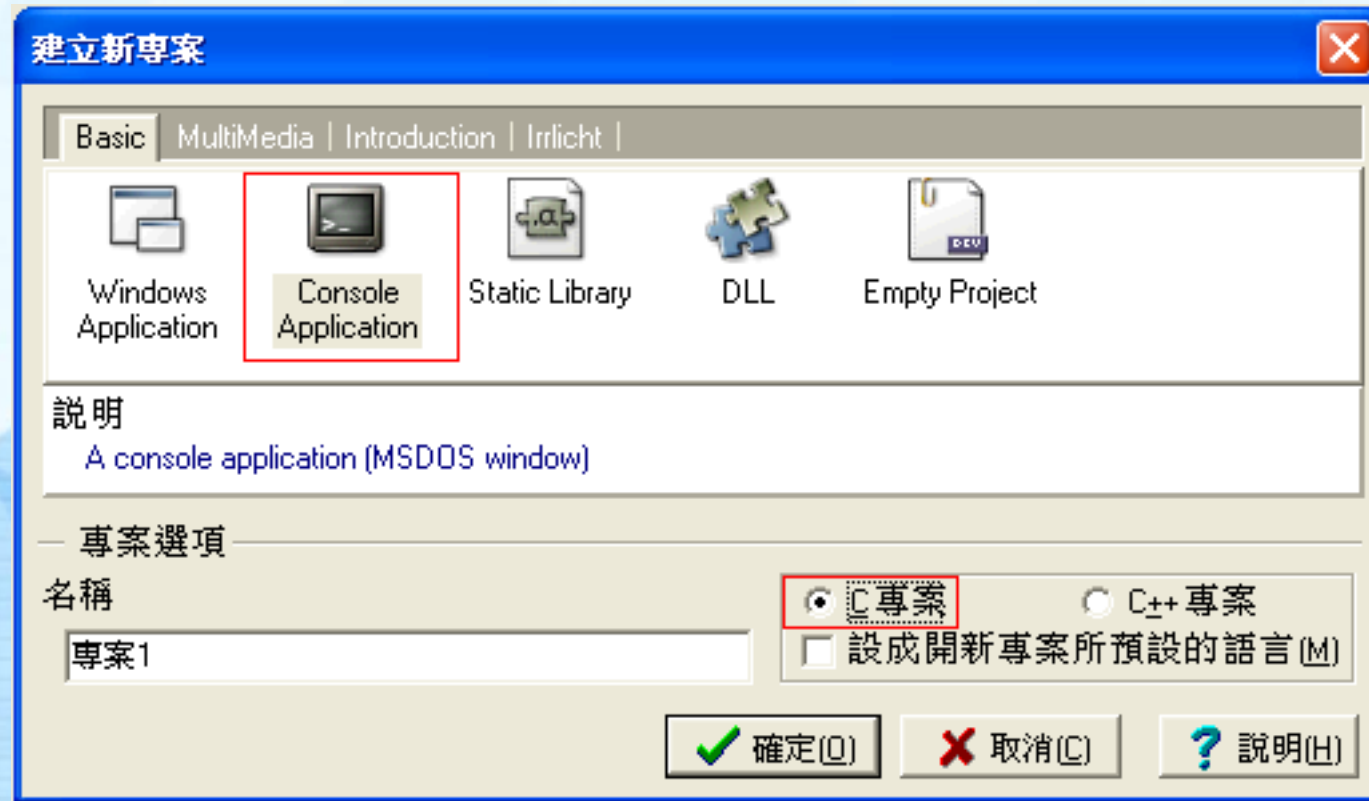 建立新專案
Basic MultiMedia | Introduction | Irrlicht |
>_ .a DEV
Windows Application
Console Application
Static Library
DLL
Empty Project
說明
A console application (MSDOS window)
專案選項
名稱
C專案 C++專案
專案1
設成開新專案所預設的語言(M)
確定(O) 取消(C) ? 說明(H)